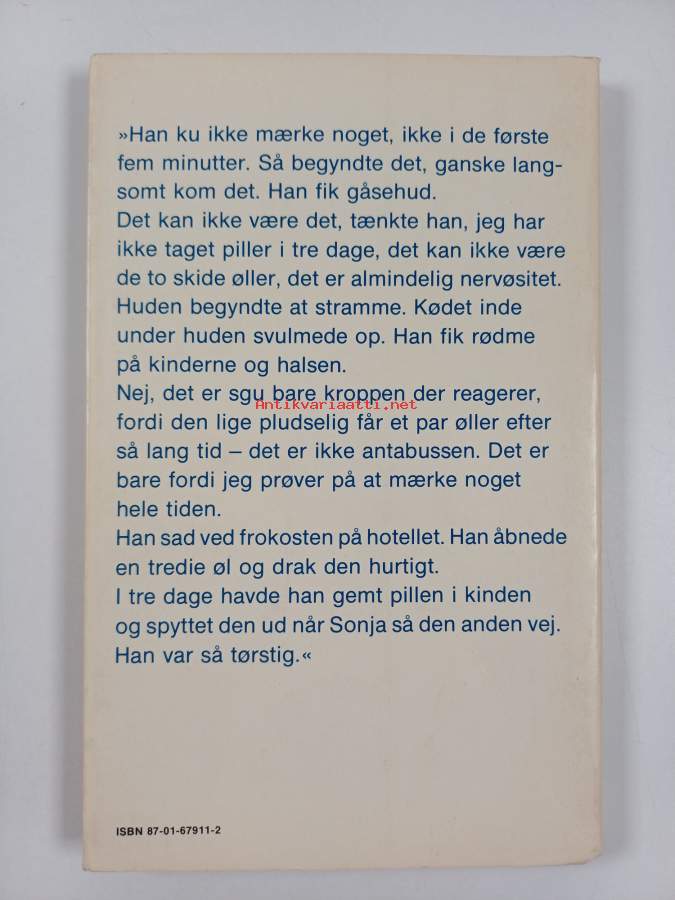 »Han ku ikke mærke noget, ikke i de første
fem minutter. Så begyndte det, ganske lang-
somt kom det. Han fik gåsehud.
Det kan ikke være det, tænkte han, jeg har
ikke taget piller i tre dage, det kan ikke være
de to skide øller, det er almindelig nervøsitet.
Huden begyndte at stramme. Kødet inde
under huden svulmede op. Han fik rødme
på kinderne og halsen.
Nej, det er sgu bare kroppen der reagerer,
Antikvariaatti.net
fordi den lige pludselig får et par øller efter
så lang tid – det er ikke antabussen. Det er
bare fordi jeg prøver på at mærke noget
hele tiden.
Han sad ved frokosten på hotellet. Han åbnede
en tredie øl og drak den hurtigt.
I tre dage havde han gemt pillen i kinden
og spyttet den ud når Sonja så den anden vej.
Han var så tørstig.«
ISBN 87-01-67911-2